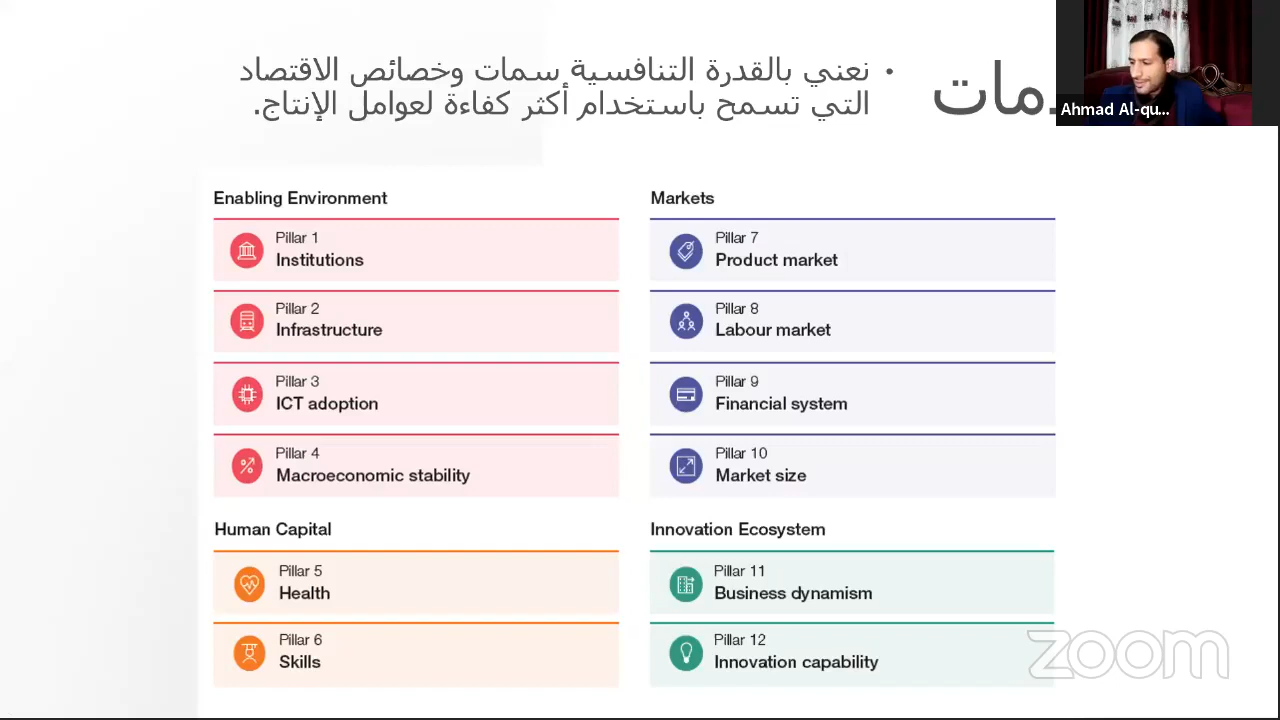 • نعني بالقدرة التنافسية سمات وخصائص الاقتصاد
التي تسمح باستخدام أكثر كفاءة لعوامل الإنتاج.
Ahmad Al-qu...
Enabling Environment
Pillar 1
Institutions
Pillar 2
Infrastructure
Pillar 3
ICT adoption
Pillar 4
Macroeconomic stability
Human Capital
Pillar 5
Health
Pillar 6
Skills
Markets
Pillar 7
Product market
Pillar 8
Labour market
Pillar 9
Financial system
Pillar 10
Market size
Innovation Ecosystem
Pillar 11
Business dynamism
Pillar 12
Innovation capability
zoom